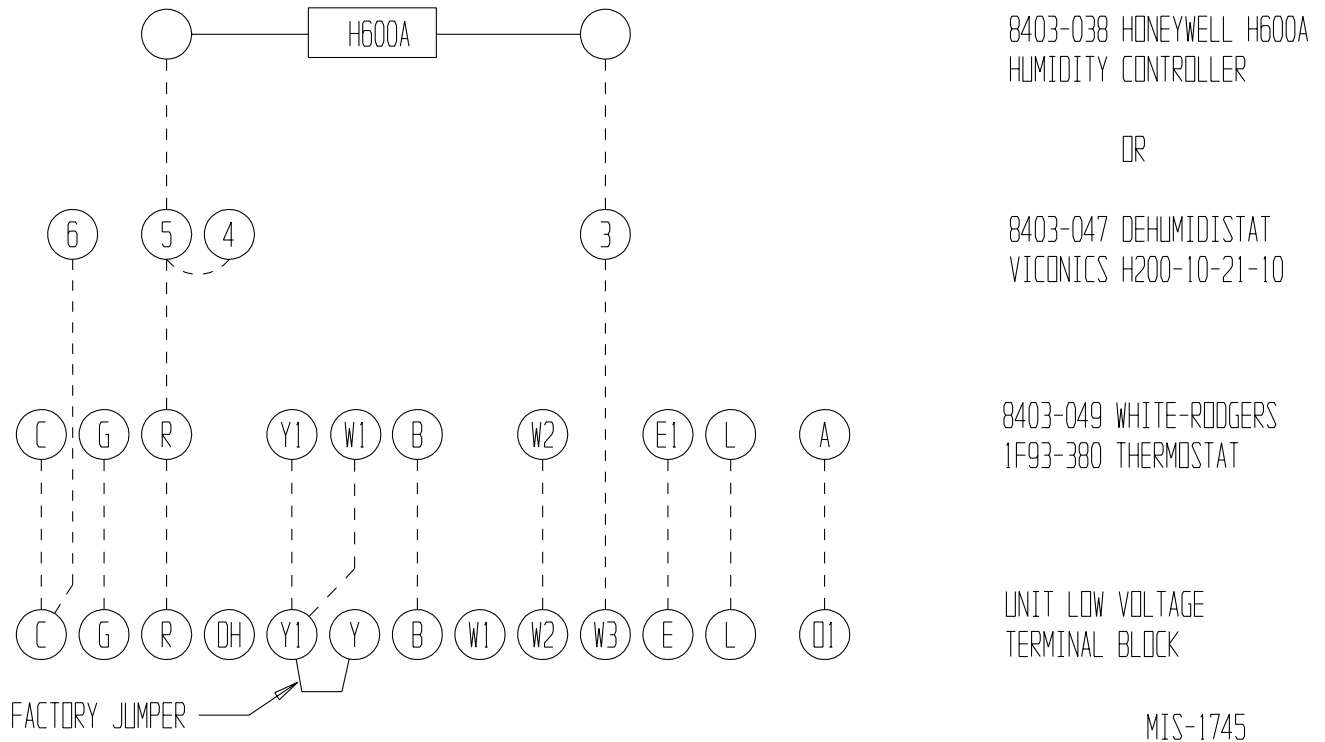 H600A
8403-038 HONEYWELL H600A
HUMIDITY CONTROLLER
OR
6 5 4 3
8403-047 DEHUMIDISTAT
VICONICS H200-10-21-10
C G R Y1 W1 B W2 E1 L A
8403-049 WHITE-RODGERS
1F93-380 THERMOSTAT
C G R OH Y1 Y B W1 W2 W3 E L O1
UNIT LOW VOLTAGE
TERMINAL BLOCK
FACTORY JUMPER
MIS-1745